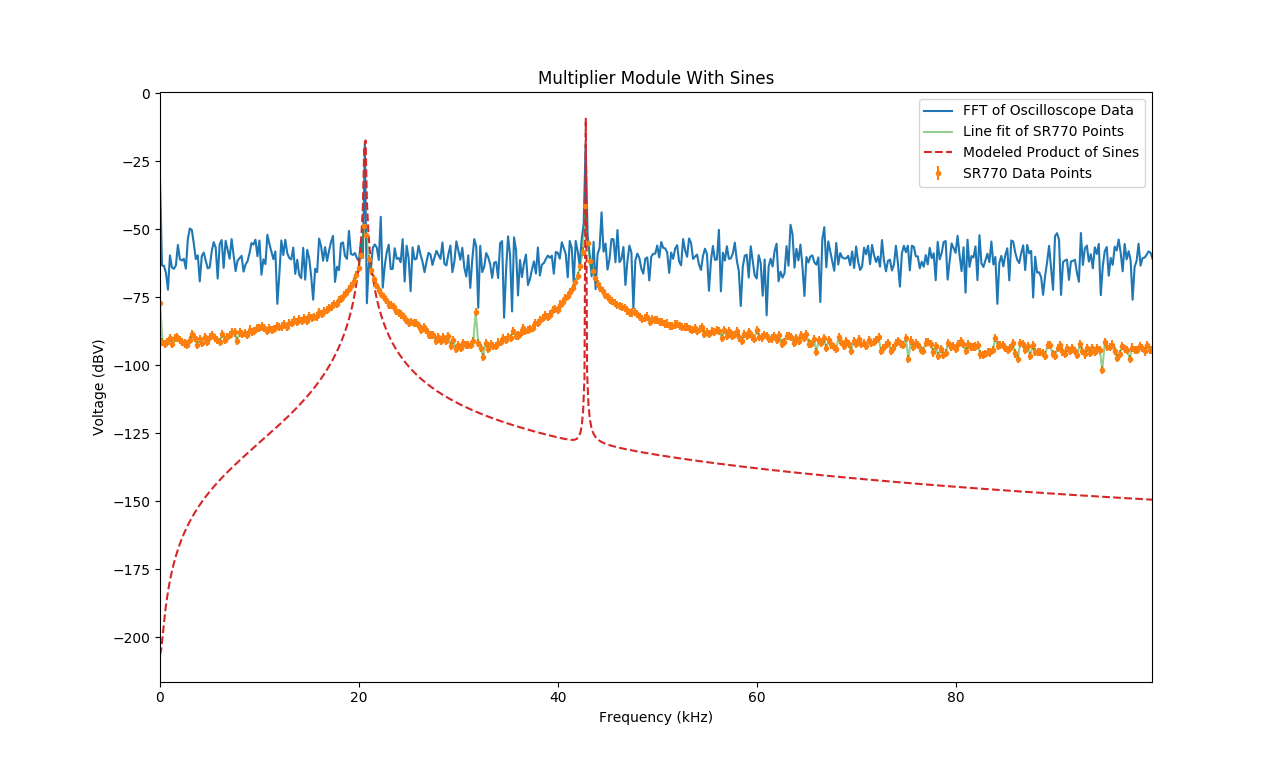 Multiplier Module With Sines
FFT of Oscilloscope Data
Line fit of SR770 Points
Modeled Product of Sines
SR770 Data Points
Voltage (dBV)
0
−25
−50
−75
−100
−125
−150
−175
−200
0 20 40 60 80
Frequency (kHz)